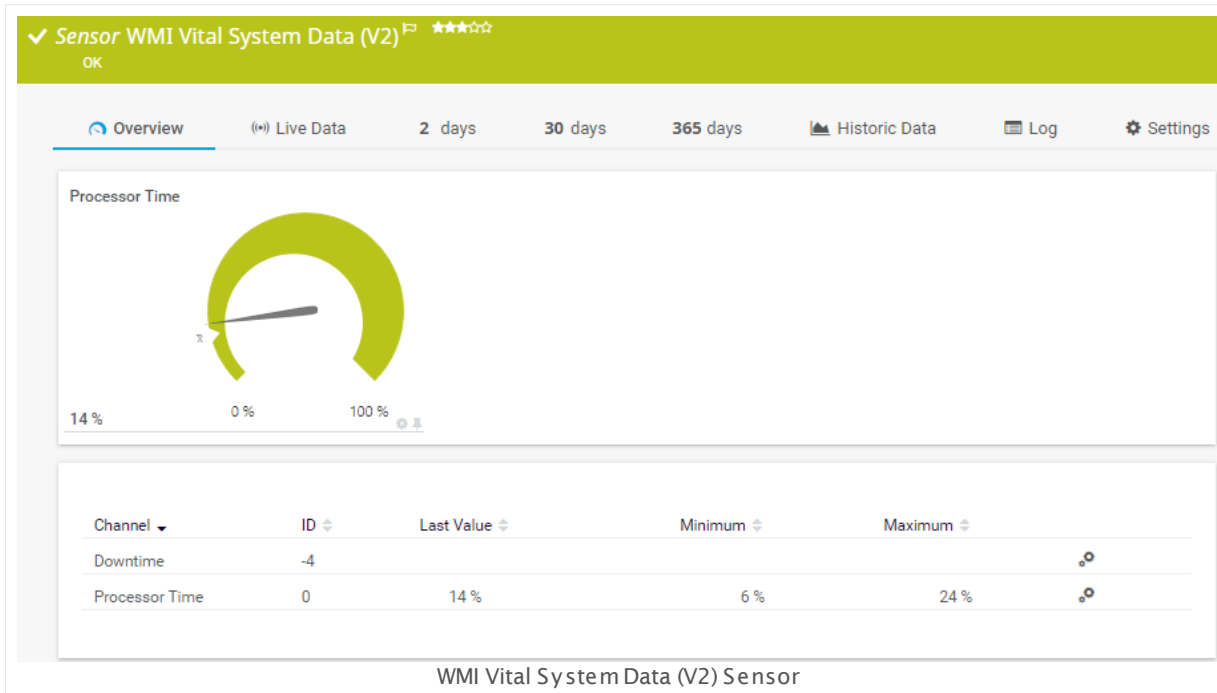 Sensor WMI Vital System Data (V2)
OK
Overview Live Data 2 days 30 days 365 days Historic Data Log Settings
Processor Time
14 % 0 % 100 %
Channel ID Last Value Minimum Maximum
Downtime -4
Processor Time 0 14 % 6 % 24 %
WMI Vital System Data (V2) Sensor